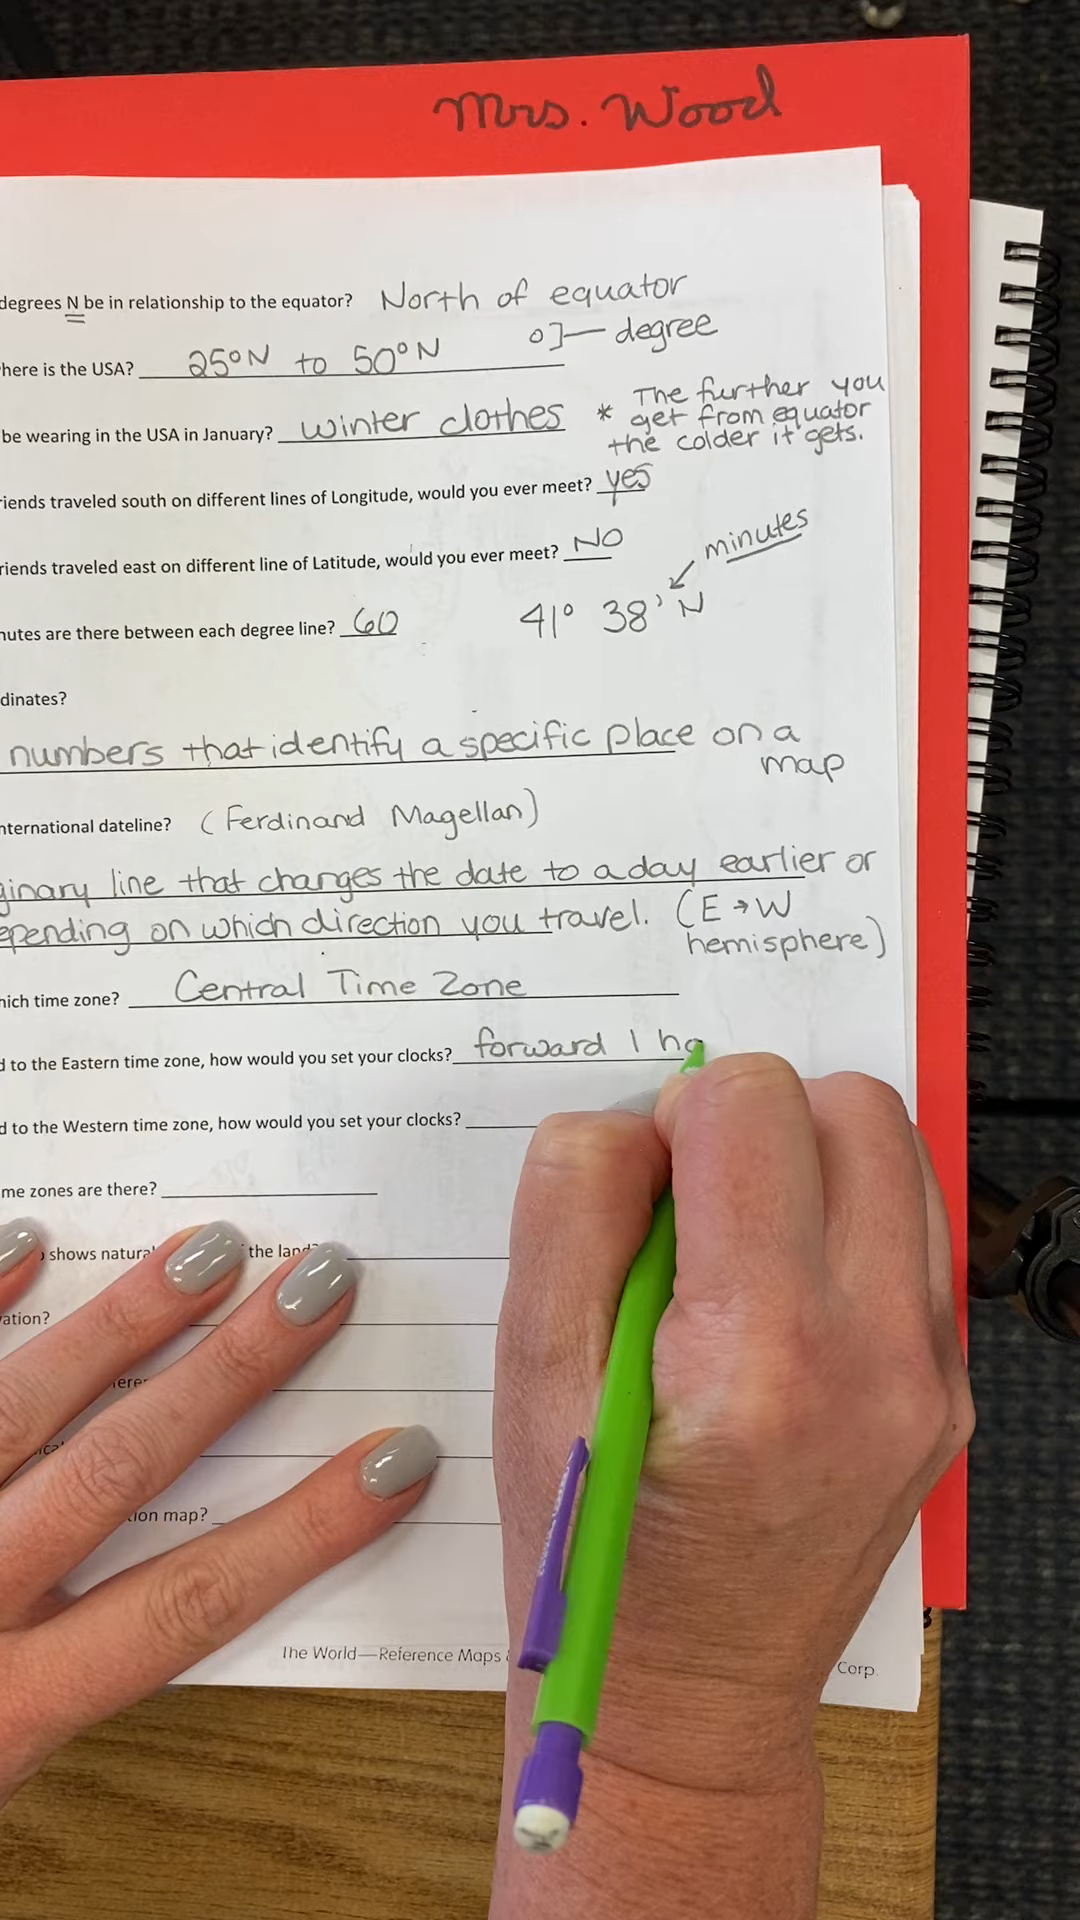 Mrs. Wood
degrees N be in relationship to the equator? North of equator
o]— degree
here is the USA? 25°N to 50°N
be wearing in the USA in January? winter clothes * The further you
get from equator
the colder it gets.
riends traveled south on different lines of Longitude, would you ever meet? yes
riends traveled east on different line of Latitude, would you ever meet? NO
minutes
nutes are there between each degree line? 60 41° 38' N
dinates?
numbers that identify a specific place on a
map
nternational dateline? (Ferdinand Magellan)
ginary line that changes the date to a day earlier or
epending on which direction you travel. (E → W
hemisphere)
hich time zone? Central Time Zone
d to the Eastern time zone, how would you set your clocks? forward 1 ho
d to the Western time zone, how would you set your clocks?
me zones are there?
shows natural the land?
ation?
ion map?
The World—Reference Maps
Corp.